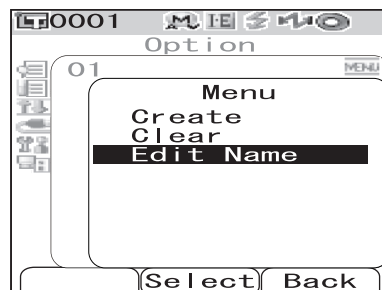 0001 M I·E
Option
01 MENU
Menu
Create
Clear
Edit Name
Select Back